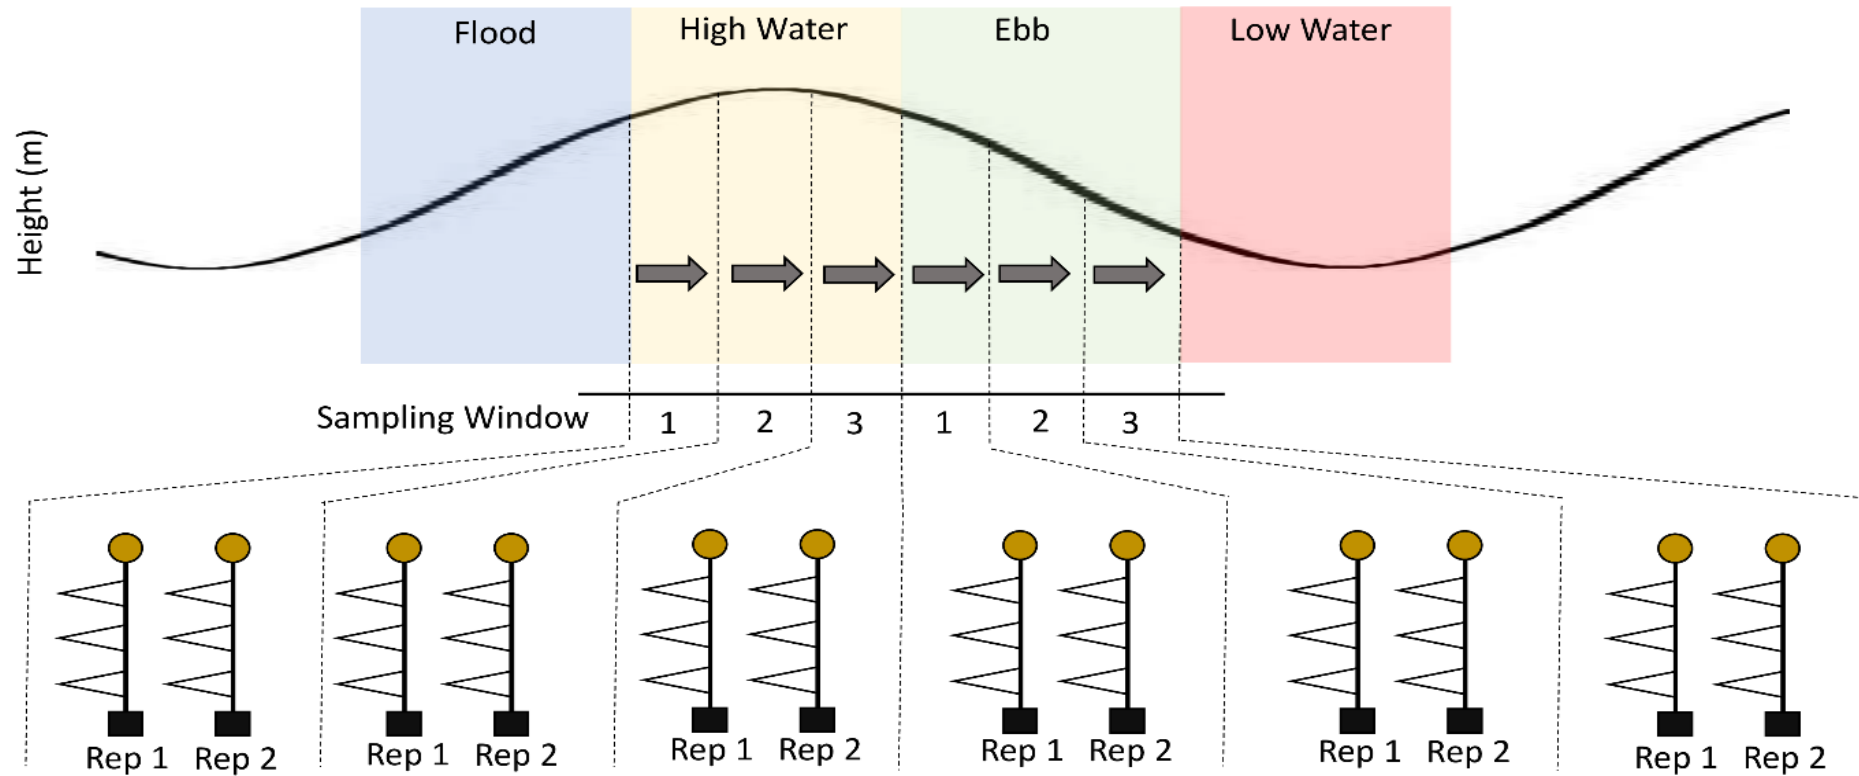 Flood
High Water
Ebb
Low Water
Height (m)
Sampling Window
1
2
3
1
2
3
Rep 1
Rep 2
Rep 1
Rep 2
Rep 1
Rep 2
Rep 1
Rep 2
Rep 1
Rep 2
Rep 1
Rep 2